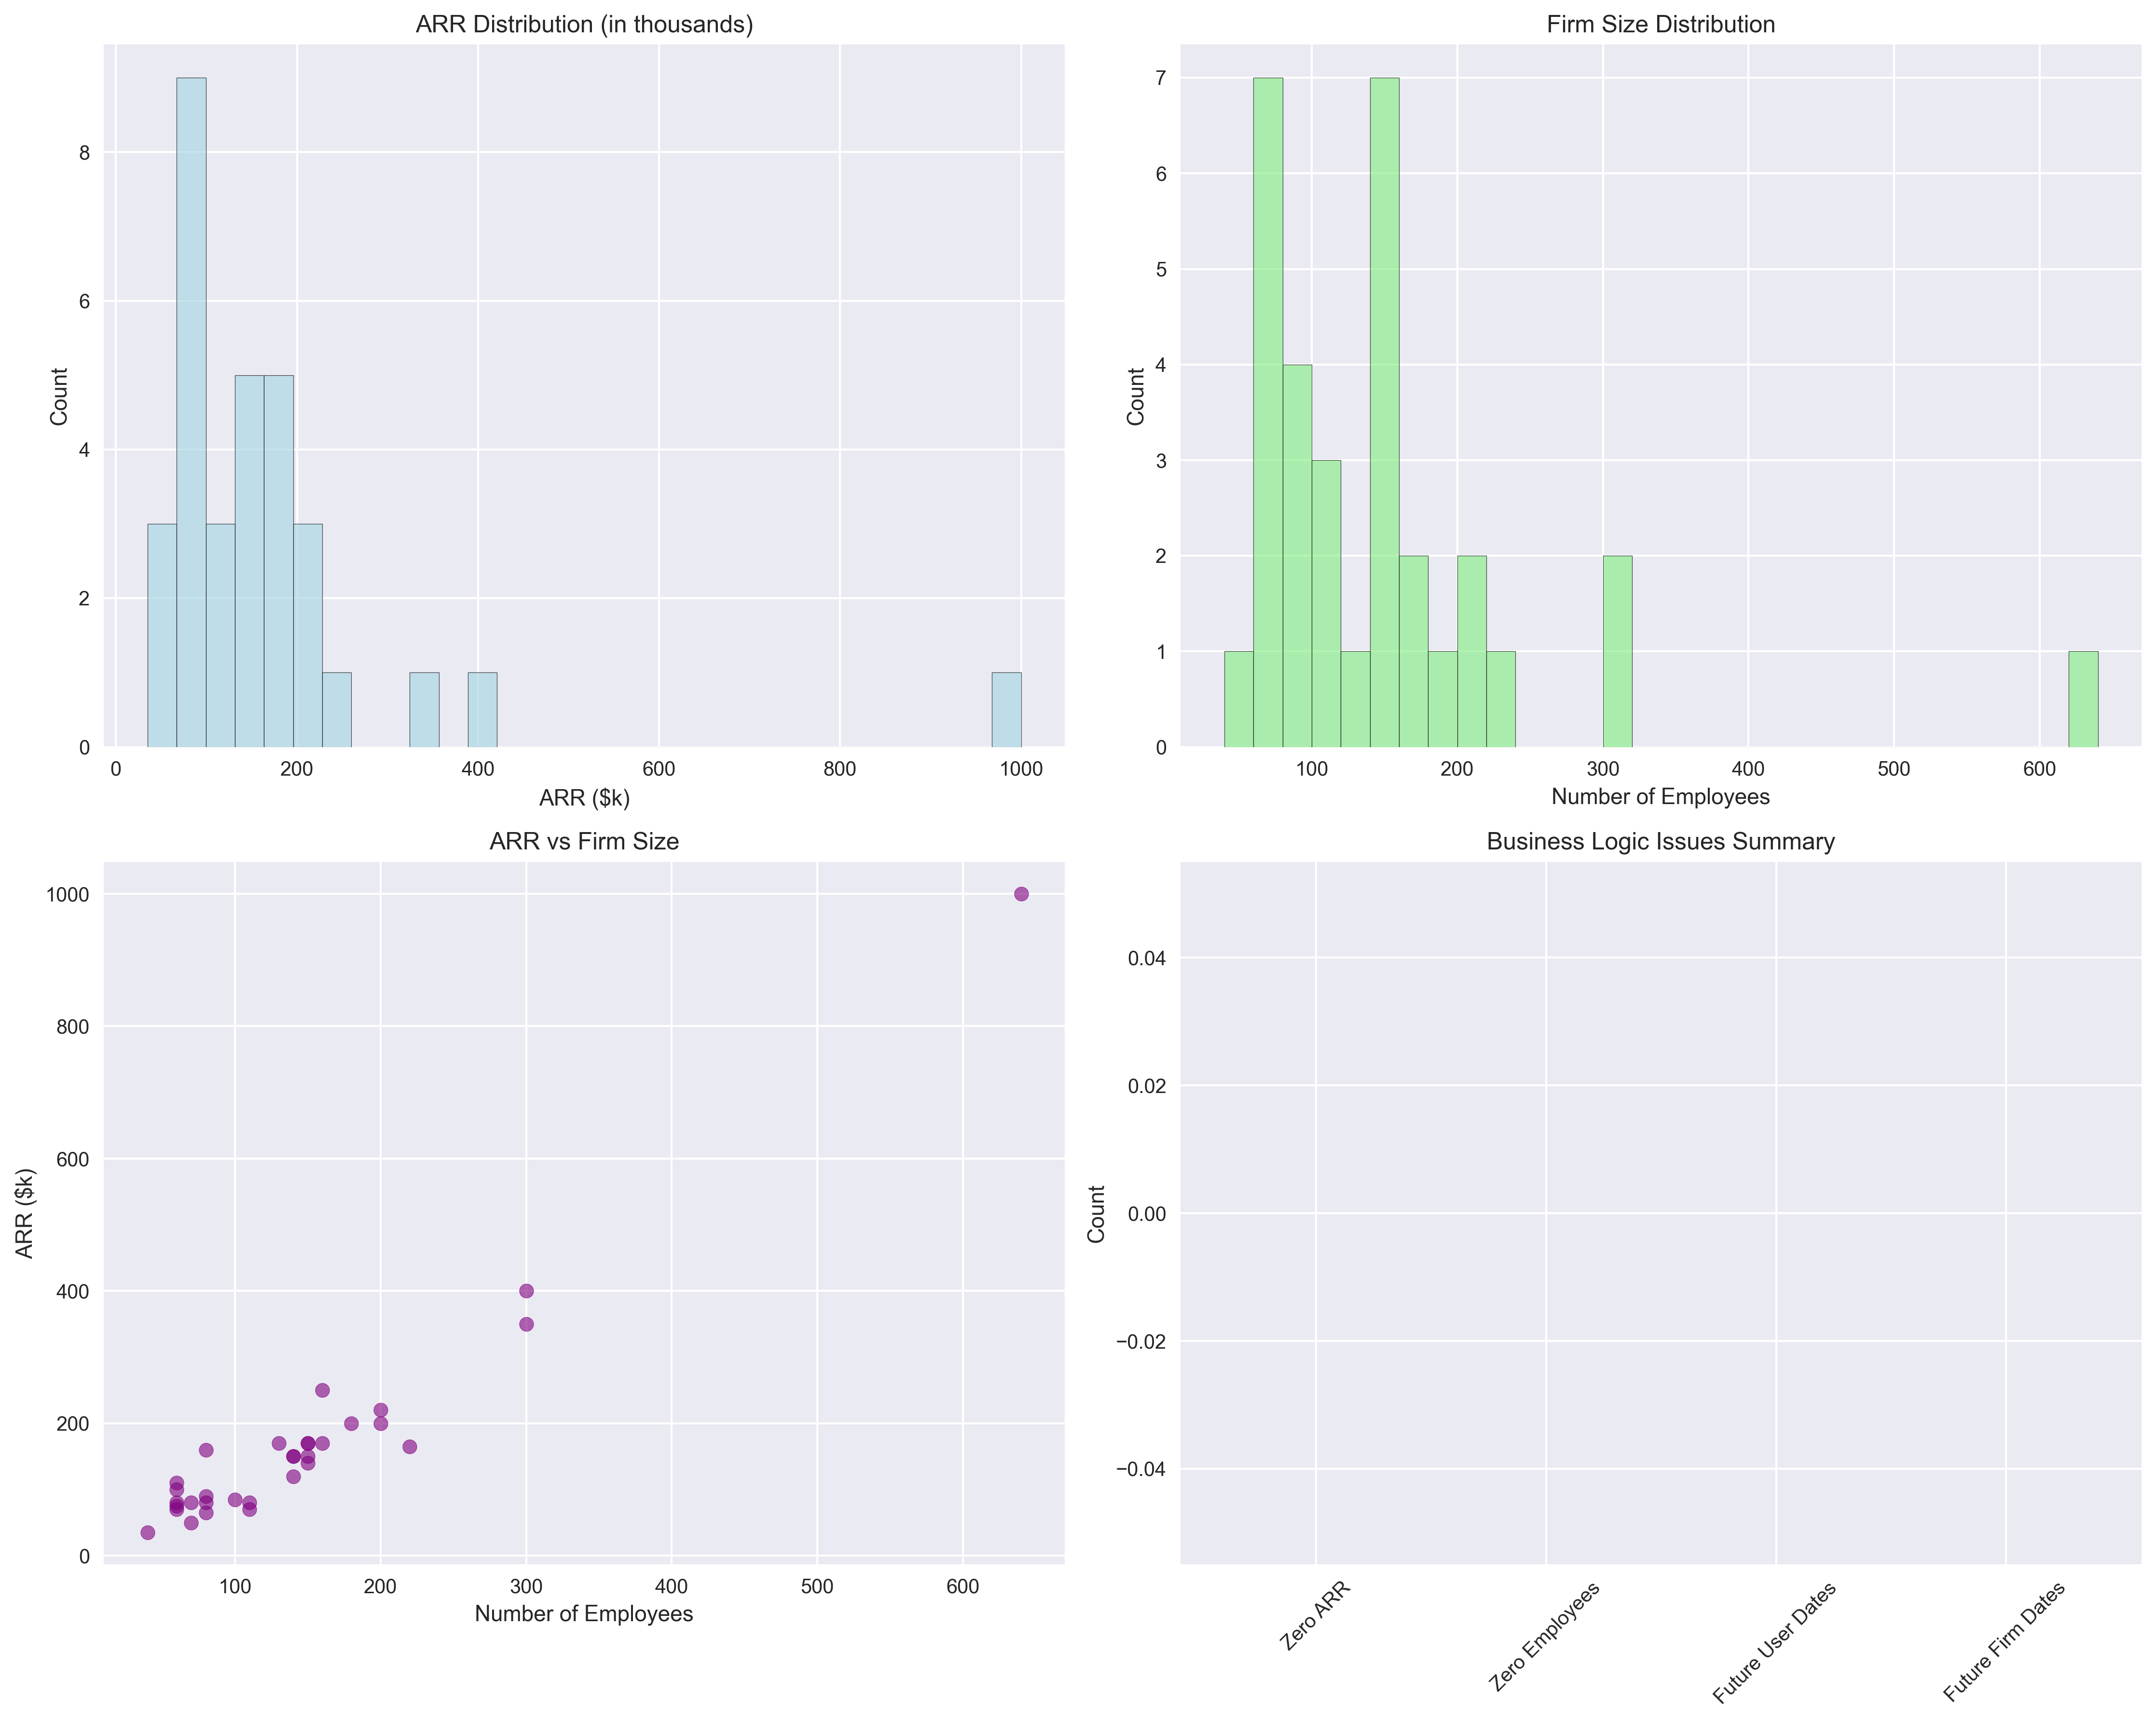 ARR Distribution (in thousands)
8
6
4
2
0
Count
0 200 400 600 800 1000
ARR ($k)
Firm Size Distribution
7
6
5
4
3
2
1
0
Count
100 200 300 400 500 600
Number of Employees
ARR vs Firm Size
1000
800
600
400
200
0
ARR ($k)
100 200 300 400 500 600
Number of Employees
Business Logic Issues Summary
0.04
0.02
0.00
−0.02
−0.04
Count
Zero ARR
Zero Employees
Future User Dates
Future Firm Dates